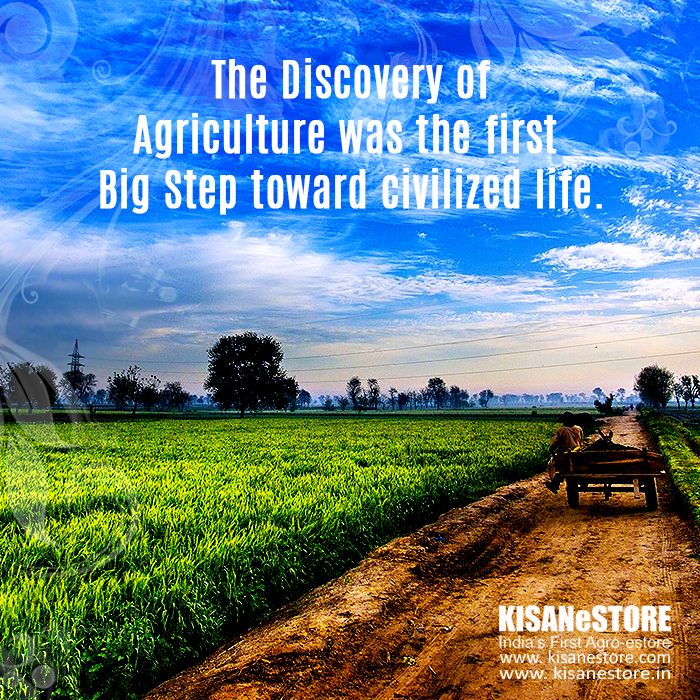 The Discovery of
Agriculture was the first
Big Step toward civilized life.
KISANeSTORE
India's First Agro-estore
www. kisanestore.com
www. kisanestore.in